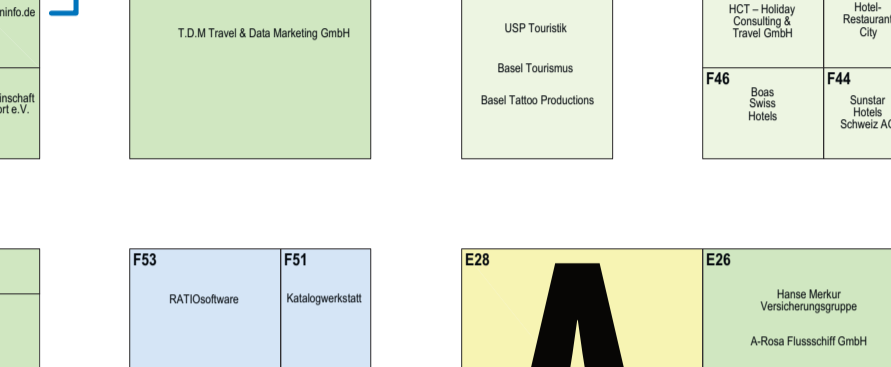 ninfo.de
T.D.M Travel & Data Marketing GmbH
USP Touristik
Basel Tourismus
Basel Tattoo Productions
HCT – Holiday
Consulting &
Travel GmbH
Hotel-
Restaurant
City
inschaft
ort e.V.
F46
Boas
Swiss
Hotels
F44
Sunstar
Hotels
Schweiz AG
F53
RATIOsoftware
F51
Katalogwerkstatt
E28
A
E26
Hanse Merkur
Versicherungsgruppe
A-Rosa Flussschiff GmbH